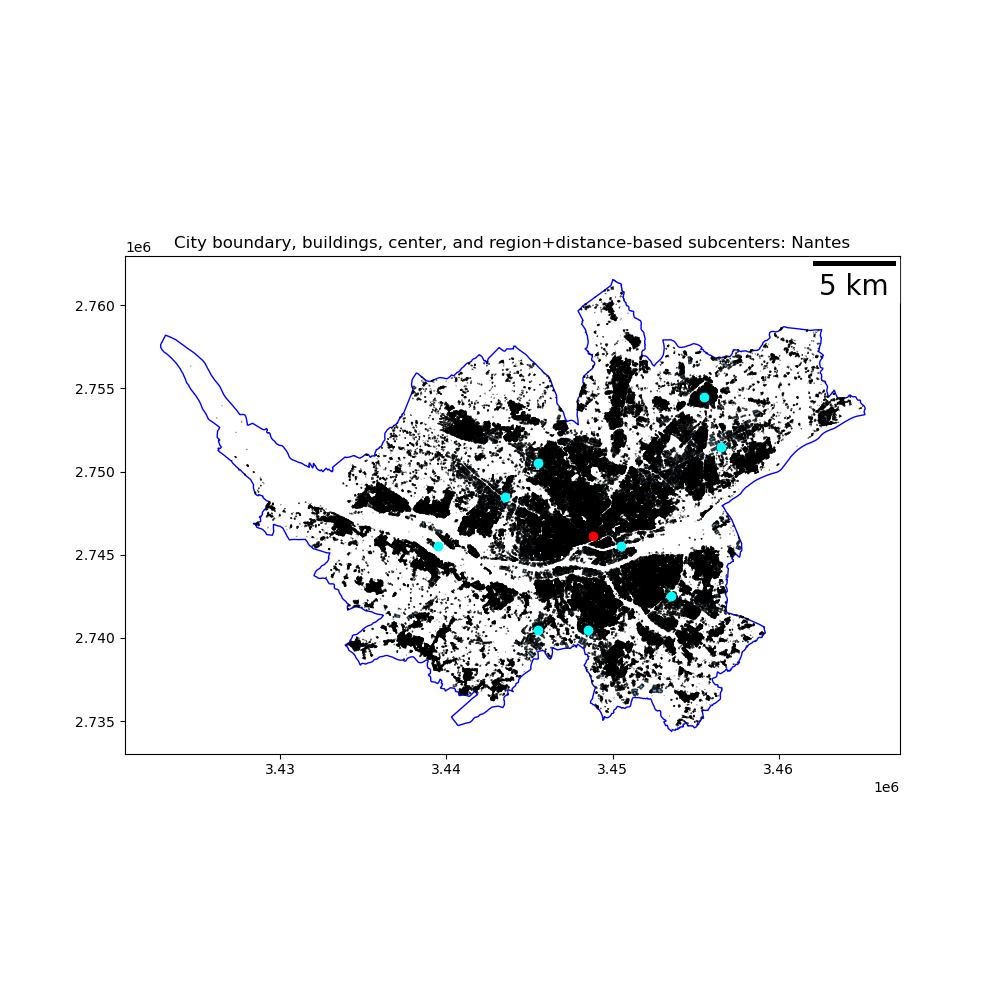 City boundary, buildings, center, and region+distance-based subcenters: Nantes
1e6
5 km
2.760
2.755
2.750
2.745
2.740
2.735
3.43 3.44 3.45 3.46
1e6